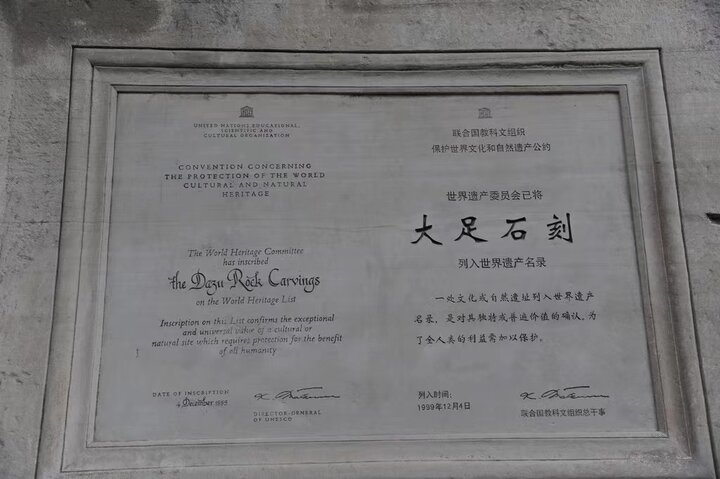 UNITED NATIONS EDUCATIONAL,
SCIENTIFIC AND
CULTURAL ORGANISATION
CONVENTION CONCERNING
THE PROTECTION OF THE WORLD
CULTURAL AND NATURAL
HERITAGE
The World Heritage Committee
has inscribed
the Dazu Rock Carvings
on the World Heritage List
Inscription on this List confirms the exceptional
and universal value of a cultural or
natural site which requires protection for the benefit
of all humanity
DATE OF INSCRIPTION
4 December 1999
DIRECTOR-GENERAL
OF UNESCO
联合国教科文组织
保护世界文化和自然遗产公约
世界遗产委员会已将
大足石刻
列入世界遗产名录
一处文化或自然遗址列入世界遗产
名录，是对其独特或普遍价值的确认，为
了全人类的利益需加以保护。
列入时间：
1999年12月4日
联合国教科文组织总干事